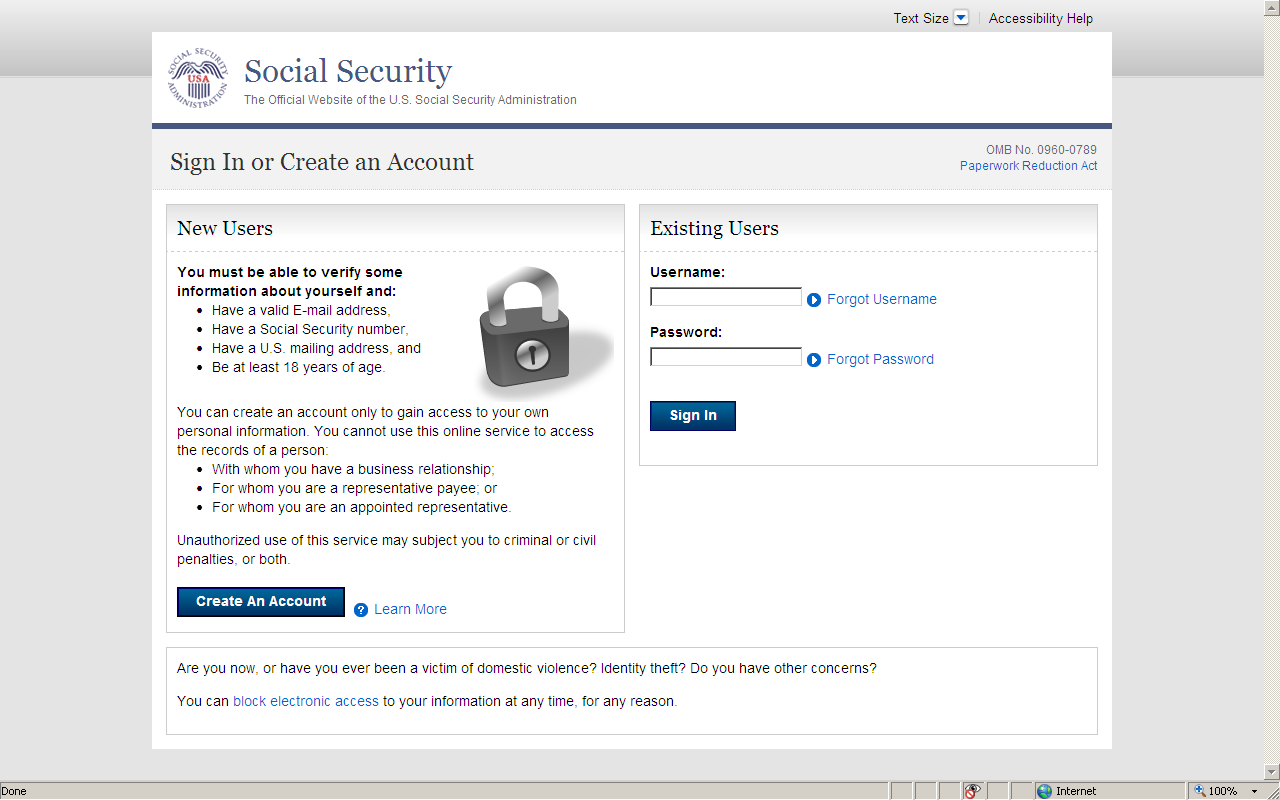 Text Size
Accessibility Help
SOCIAL SECURITY ADMINISTRATION
USA
Social Security
The Official Website of the U.S. Social Security Administration
Sign In or Create an Account
OMB No. 0960-0789
Paperwork Reduction Act
New Users
You must be able to verify some
information about yourself and:
• Have a valid E-mail address,
• Have a Social Security number,
• Have a U.S. mailing address, and
• Be at least 18 years of age.
You can create an account only to gain access to your own
personal information. You cannot use this online service to access
the records of a person:
• With whom you have a business relationship;
• For whom you are a representative payee; or
• For whom you are an appointed representative.
Unauthorized use of this service may subject you to criminal or civil
penalties, or both.
Create An Account
? Learn More
Existing Users
Username:
Forgot Username
Password:
Forgot Password
Sign In
Are you now, or have you ever been a victim of domestic violence? Identity theft? Do you have other concerns?
You can block electronic access to your information at any time, for any reason.
Done
Internet
100%